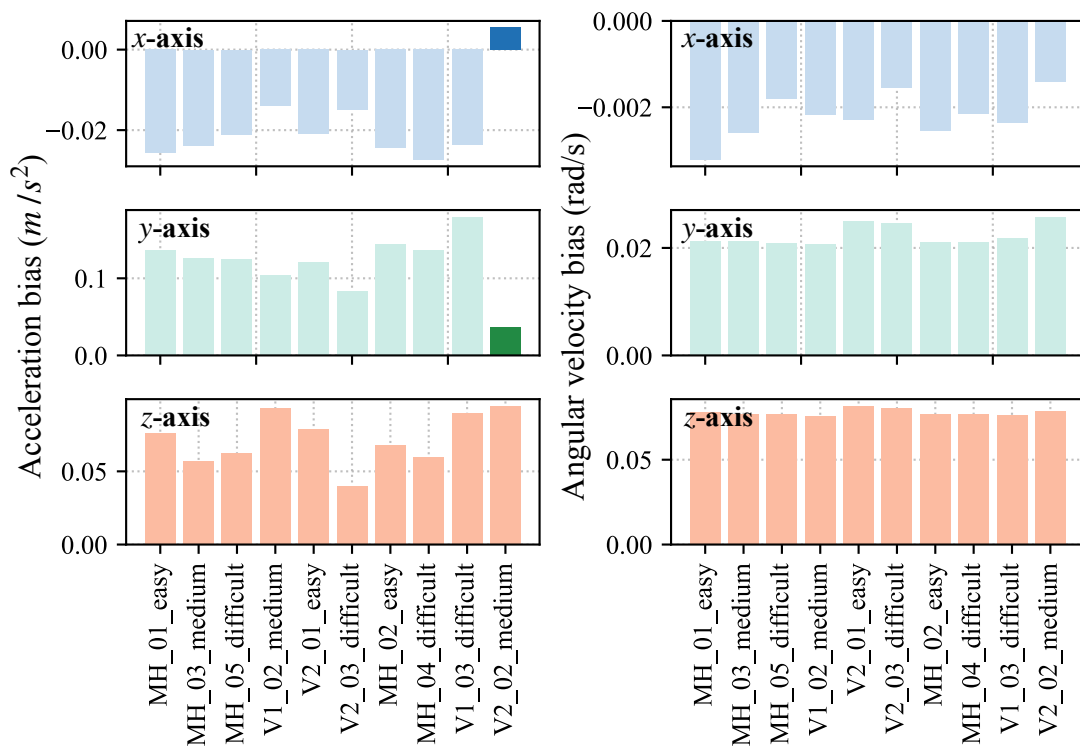 Acceleration bias (m/s²)
x-axis
0.00
−0.02
y-axis
0.1
0.0
z-axis
0.05
0.00
MH_01_easy
MH_03_medium
MH_05_difficult
V1_02_medium
V2_01_easy
V2_03_difficult
MH_02_easy
MH_04_difficult
V1_03_difficult
V2_02_medium
Angular velocity bias (rad/s)
x-axis
0.000
−0.002
y-axis
0.02
0.00
z-axis
0.05
0.00
MH_01_easy
MH_03_medium
MH_05_difficult
V1_02_medium
V2_01_easy
V2_03_difficult
MH_02_easy
MH_04_difficult
V1_03_difficult
V2_02_medium